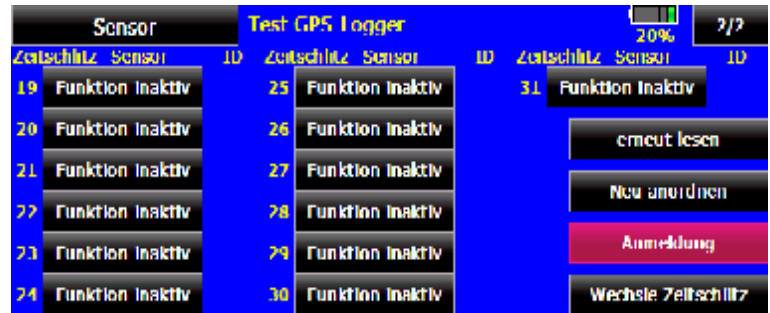 Sensor Test GPS Logger 20% 2/2
Zeitschlitz Sensor ID Zeitschlitz Sensor ID Zeitschlitz Sensor ID
19 Funktion inaktiv 25 Funktion inaktiv 31 Funktion inaktiv
20 Funktion inaktiv 26 Funktion inaktiv erneut lesen
21 Funktion inaktiv 27 Funktion inaktiv Neu anordnen
22 Funktion inaktiv 28 Funktion inaktiv
23 Funktion inaktiv 29 Funktion inaktiv Anmeldung
24 Funktion inaktiv 30 Funktion inaktiv Wechsle Zeitschlitz